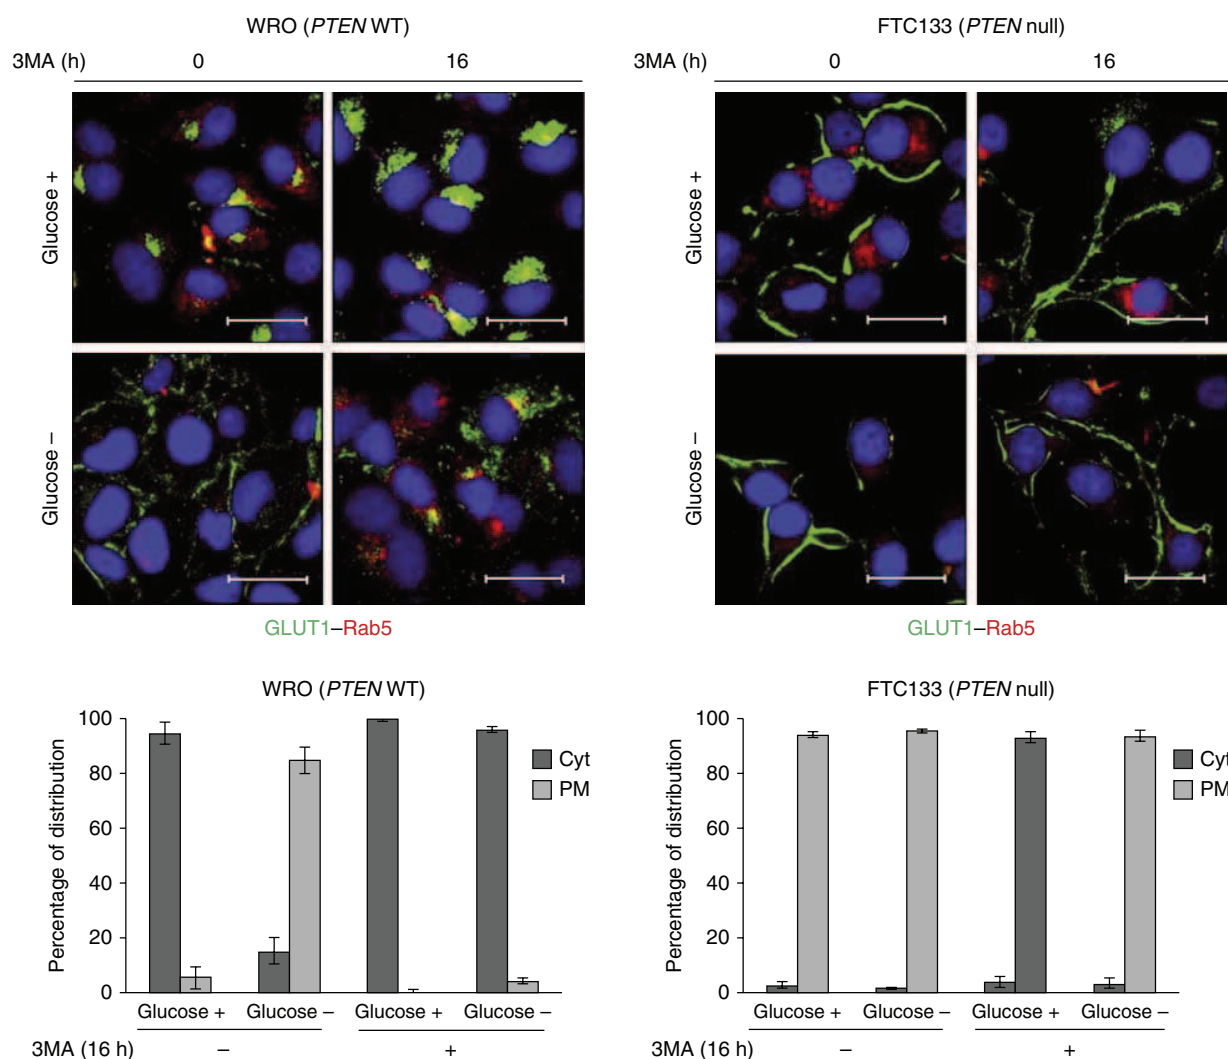 WRO (PTEN WT)
3MA (h) 0 16
Glucose +
Glucose –
GLUT1–Rab5
FTC133 (PTEN null)
3MA (h) 0 16
Glucose +
Glucose –
GLUT1–Rab5
WRO (PTEN WT)
Percentage of distribution
100
80
60
40
20
0
Cyt
PM
Glucose + Glucose – Glucose + Glucose –
3MA (16 h) – +
FTC133 (PTEN null)
Percentage of distribution
100
80
60
40
20
0
Cyt
PM
Glucose + Glucose – Glucose + Glucose –
3MA (16 h) – +